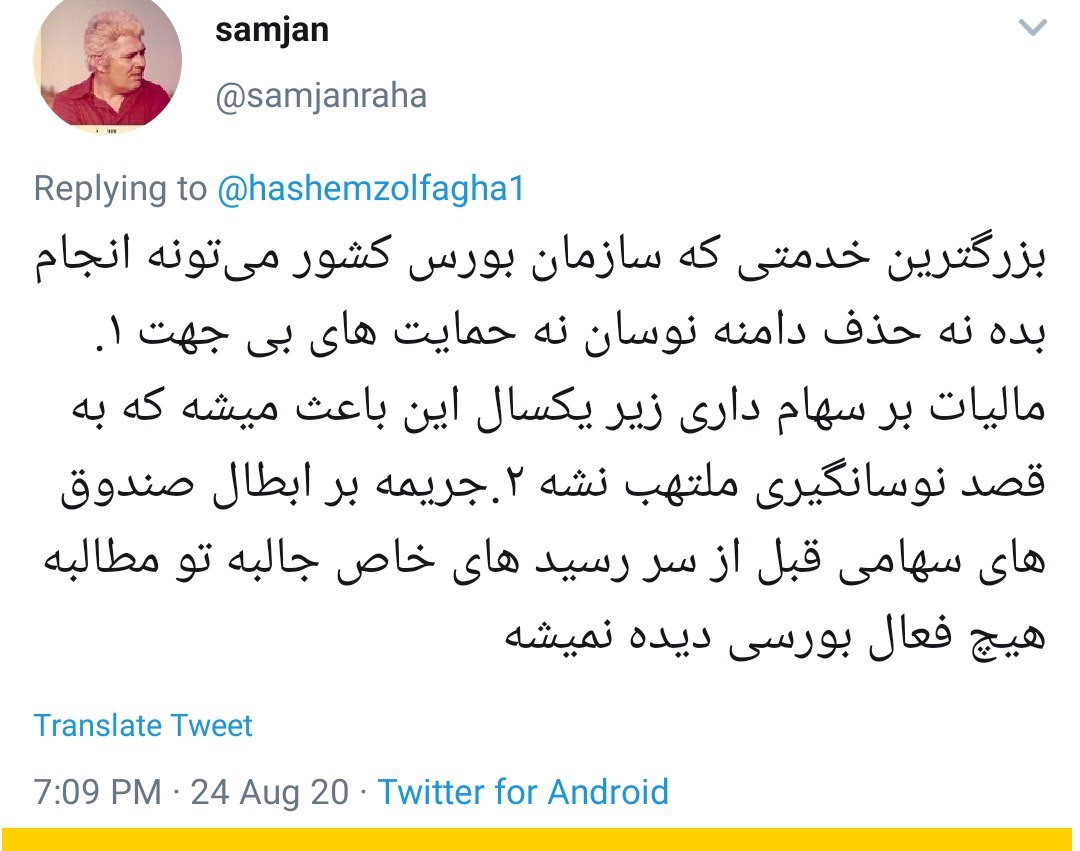 samjan
@samjanraha
Replying to @hashemzolfagha1
بزرگترین خدمتی که سازمان بورس کشور می‌تونه انجام
بده نه حذف دامنه نوسان نه حمایت های بی جهت ۱.
مالیات بر سهام داری زیر یکسال این باعث میشه که به
قصد نوسانگیری ملتهب نشه ۲.جریمه بر ابطال صندوق
های سهامی قبل از سر رسید های خاص جالبه تو مطالبه
هیچ فعال بورسی دیده نمیشه
Translate Tweet
7:09 PM · 24 Aug 20 · Twitter for Android